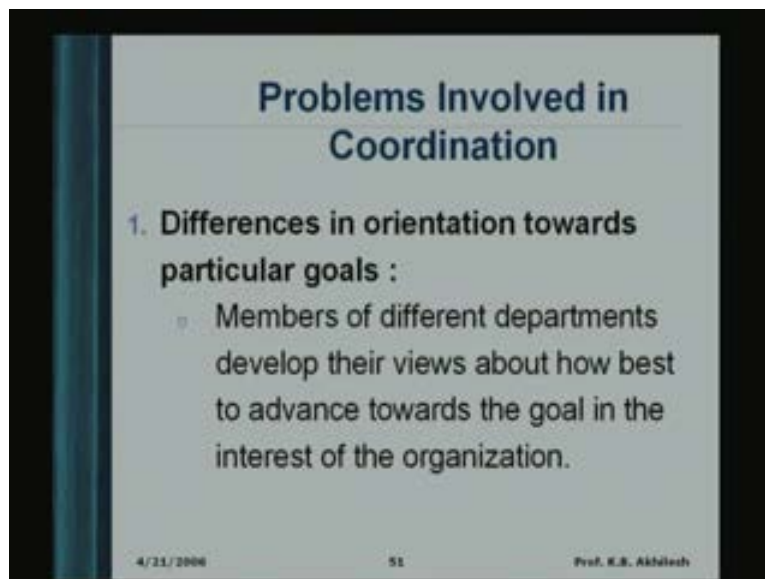 Problems Involved in
Coordination
1. Differences in orientation towards
particular goals :
Members of different departments
develop their views about how best
to advance towards the goal in the
interest of the organization.
4/21/2006 51 Prof. K.B. Akhilesh